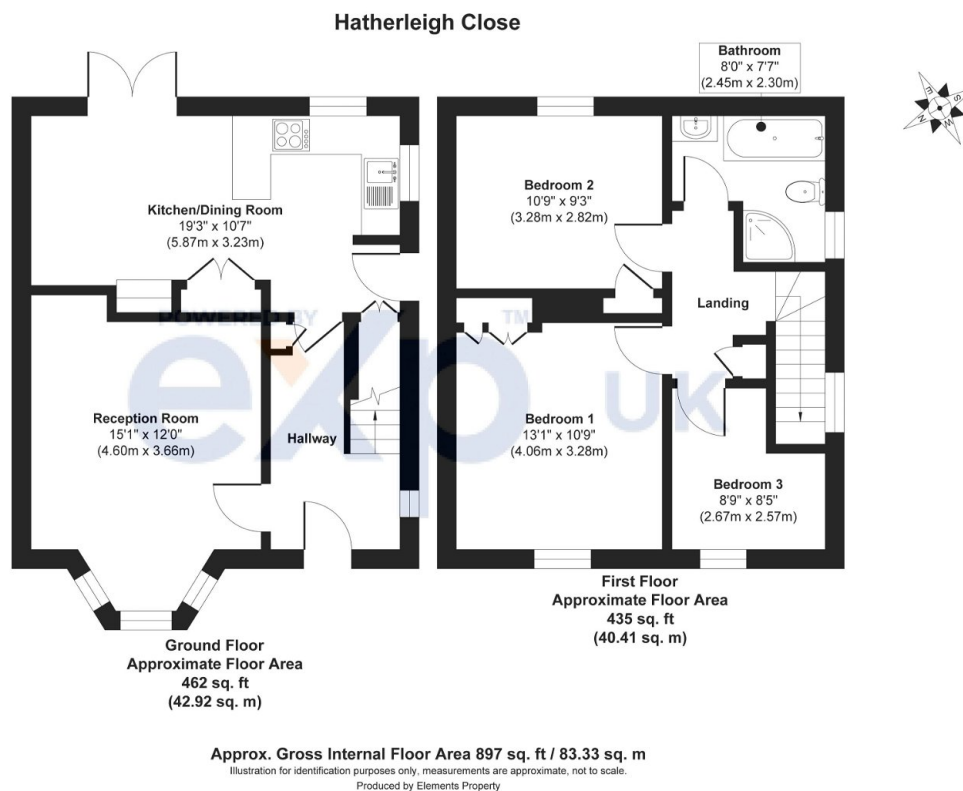 Hatherleigh Close
Bathroom
8'0" x 7'7"
(2.45m x 2.30m)
E
S
N
W
Kitchen/Dining Room
19'3" x 10'7"
(5.87m x 3.23m)
Bedroom 2
10'9" x 9'3"
(3.28m x 2.82m)
Landing
POWERED BY
exp
TM
UK
Reception Room
15'1" x 12'0"
(4.60m x 3.66m)
Hallway
Bedroom 1
13'1" x 10'9"
(4.06m x 3.28m)
Bedroom 3
8'9" x 8'5"
(2.67m x 2.57m)
Ground Floor
Approximate Floor Area
462 sq. ft
(42.92 sq. m)
First Floor
Approximate Floor Area
435 sq. ft
(40.41 sq. m)
Approx. Gross Internal Floor Area 897 sq. ft / 83.33 sq. m
Illustration for identification purposes only, measurements are approximate, not to scale.
Produced by Elements Property